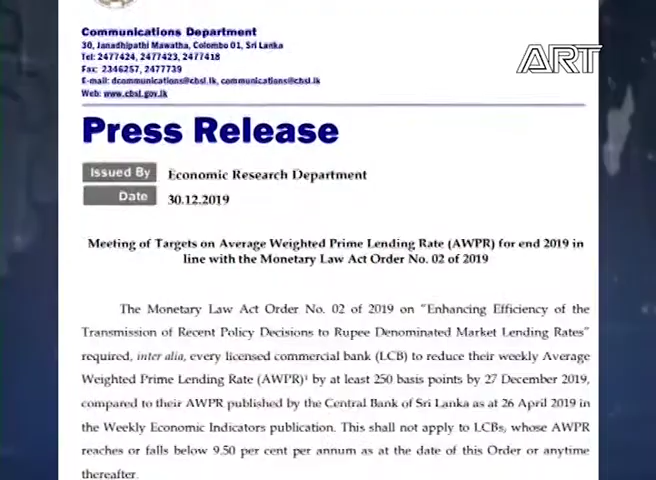 ART
Communications Department
30, Janadhipathi Mawatha, Colombo 01, Sri Lanka
Tel: 2477424, 2477423, 2477418
Fax: 2346257, 2477739
E-mail: dcommunications@cbsl.lk, communications@cbsl.lk
Web: www.cbsl.gov.lk
Press Release
Issued By Economic Research Department
Date 30.12.2019
Meeting of Targets on Average Weighted Prime Lending Rate (AWPR) for end 2019 in
line with the Monetary Law Act Order No. 02 of 2019
The Monetary Law Act Order No. 02 of 2019 on “Enhancing Efficiency of the
Transmission of Recent Policy Decisions to Rupee Denominated Market Lending Rates”
required, inter alia, every licensed commercial bank (LCB) to reduce their weekly Average
Weighted Prime Lending Rate (AWPR)¹ by at least 250 basis points by 27 December 2019,
compared to their AWPR published by the Central Bank of Sri Lanka as at 26 April 2019 in
the Weekly Economic Indicators publication. This shall not apply to LCBs, whose AWPR
reaches or falls below 9.50 per cent per annum as at the date of this Order or anytime
thereafter.